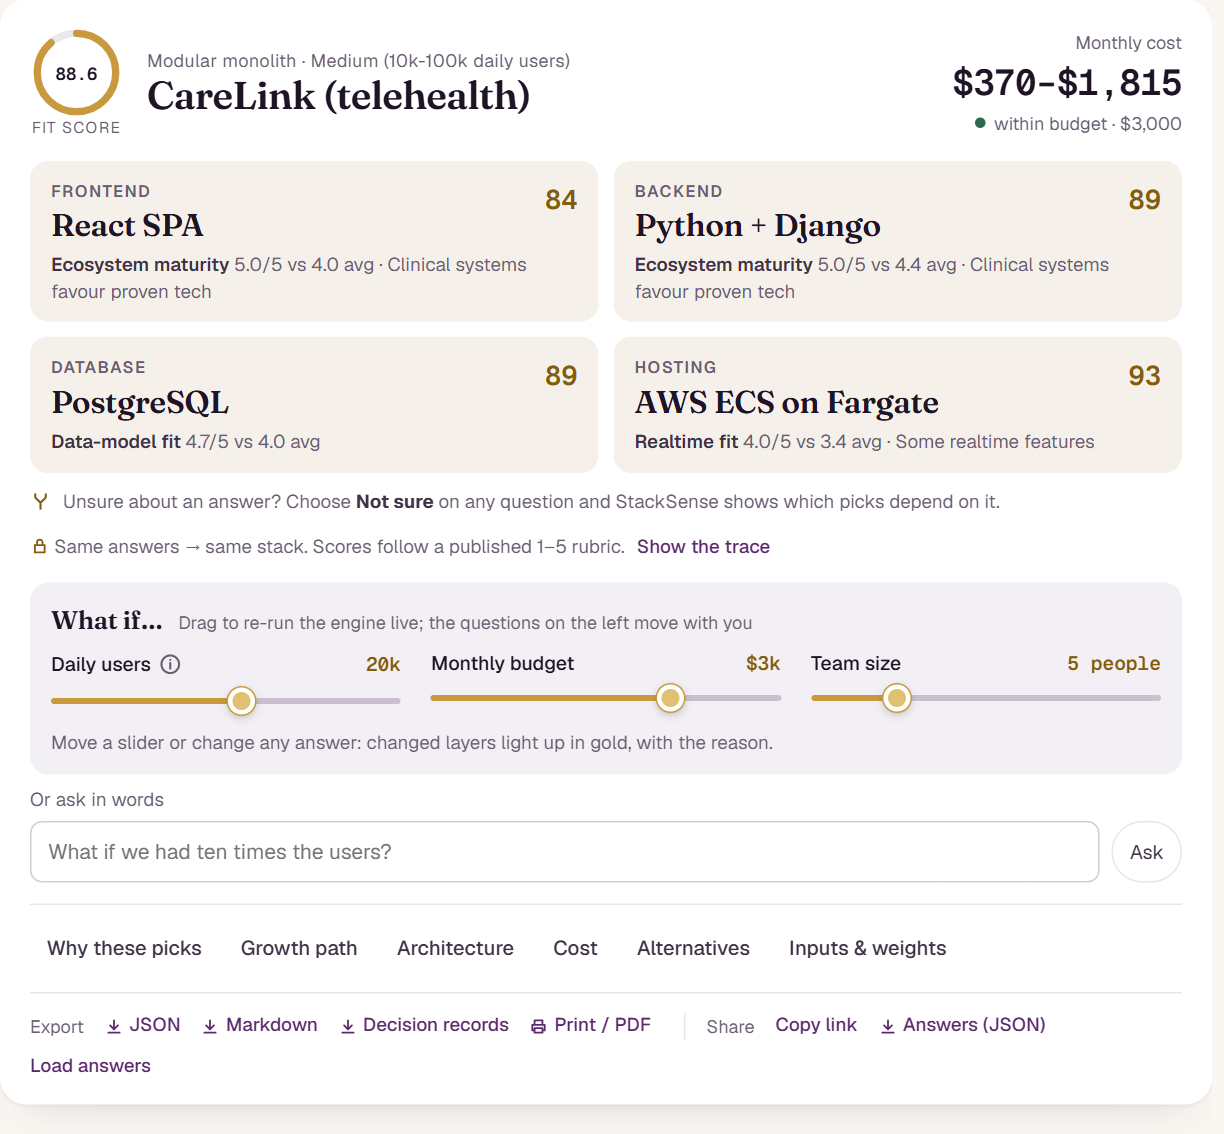 88.6
FIT SCORE
Modular monolith · Medium (10k-100k daily users)
CareLink (telehealth)
Monthly cost
$370–$1,815
within budget · $3,000
FRONTEND
84
React SPA
Ecosystem maturity 5.0/5 vs 4.0 avg · Clinical systems
favour proven tech
BACKEND
89
Python + Django
Ecosystem maturity 5.0/5 vs 4.4 avg · Clinical systems
favour proven tech
DATABASE
89
PostgreSQL
Data-model fit 4.7/5 vs 4.0 avg
HOSTING
93
AWS ECS on Fargate
Realtime fit 4.0/5 vs 3.4 avg · Some realtime features
Unsure about an answer? Choose Not sure on any question and StackSense shows which picks depend on it.
Same answers → same stack. Scores follow a published 1–5 rubric. Show the trace
What if... Drag to re-run the engine live; the questions on the left move with you
Daily users 20k
Monthly budget $3k
Team size 5 people
Move a slider or change any answer: changed layers light up in gold, with the reason.
Or ask in words
What if we had ten times the users?
Ask
Why these picks Growth path Architecture Cost Alternatives Inputs & weights
Export JSON Markdown Decision records Print / PDF Share Copy link Answers (JSON)
Load answers